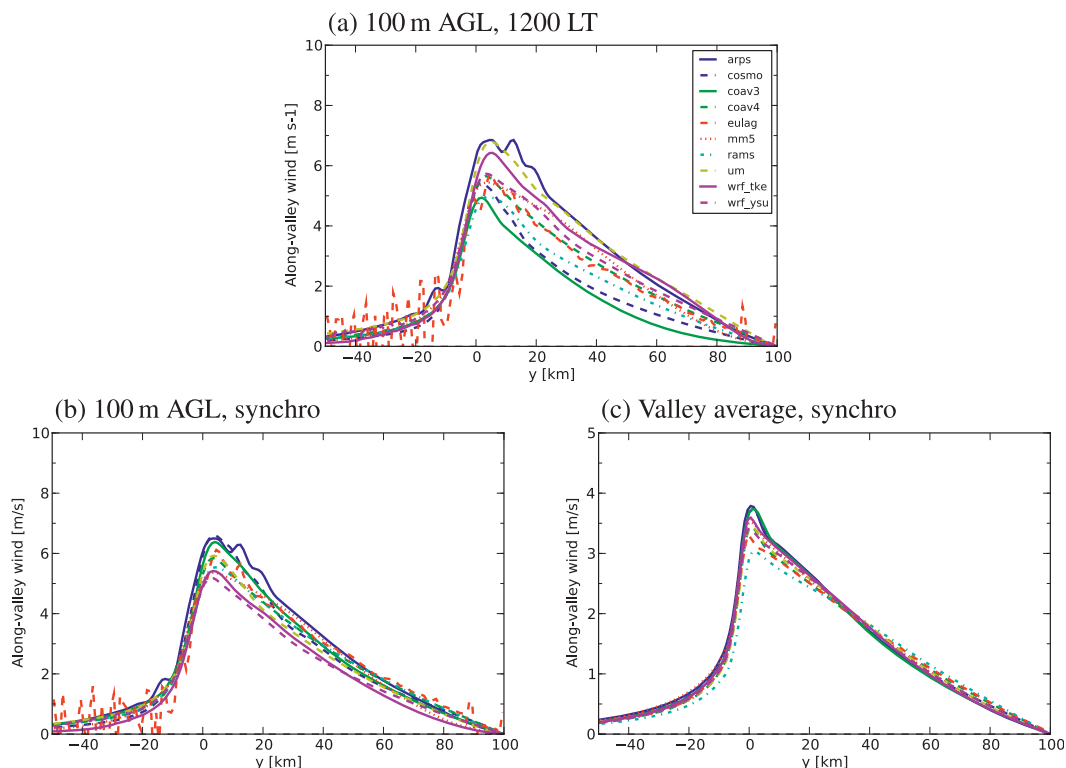 (a) 100 m AGL, 1200 LT
10
8
6
4
2
0
Along-valley wind [m s-1]
arps
cosmo
coav3
coav4
eulag
mm5
rams
um
wrf_tke
wrf_ysu
−40 −20 0 20 40 60 80 100
y [km]
(b) 100 m AGL, synchro
10
8
6
4
2
0
Along-valley wind [m/s]
−40 −20 0 20 40 60 80 100
y [km]
(c) Valley average, synchro
5
4
3
2
1
0
Along-valley wind [m/s]
−40 −20 0 20 40 60 80 100
y [km]